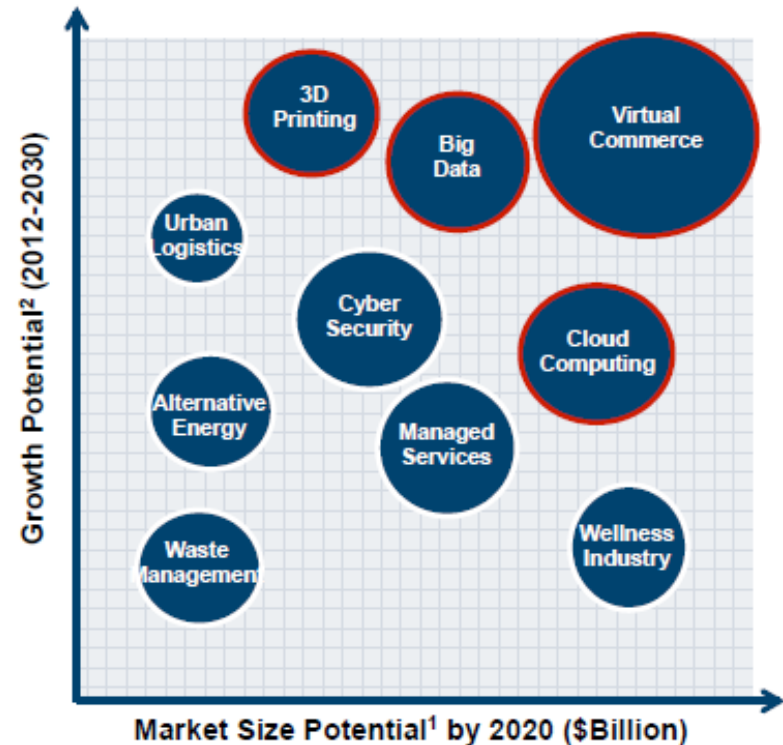 Growth Potential² (2012-2030)
3D
Printing
Big
Data
Virtual
Commerce
Urban
Logistics
Cyber
Security
Cloud
Computing
Alternative
Energy
Managed
Services
Waste
Management
Wellness
Industry
Market Size Potential¹ by 2020 ($Billion)